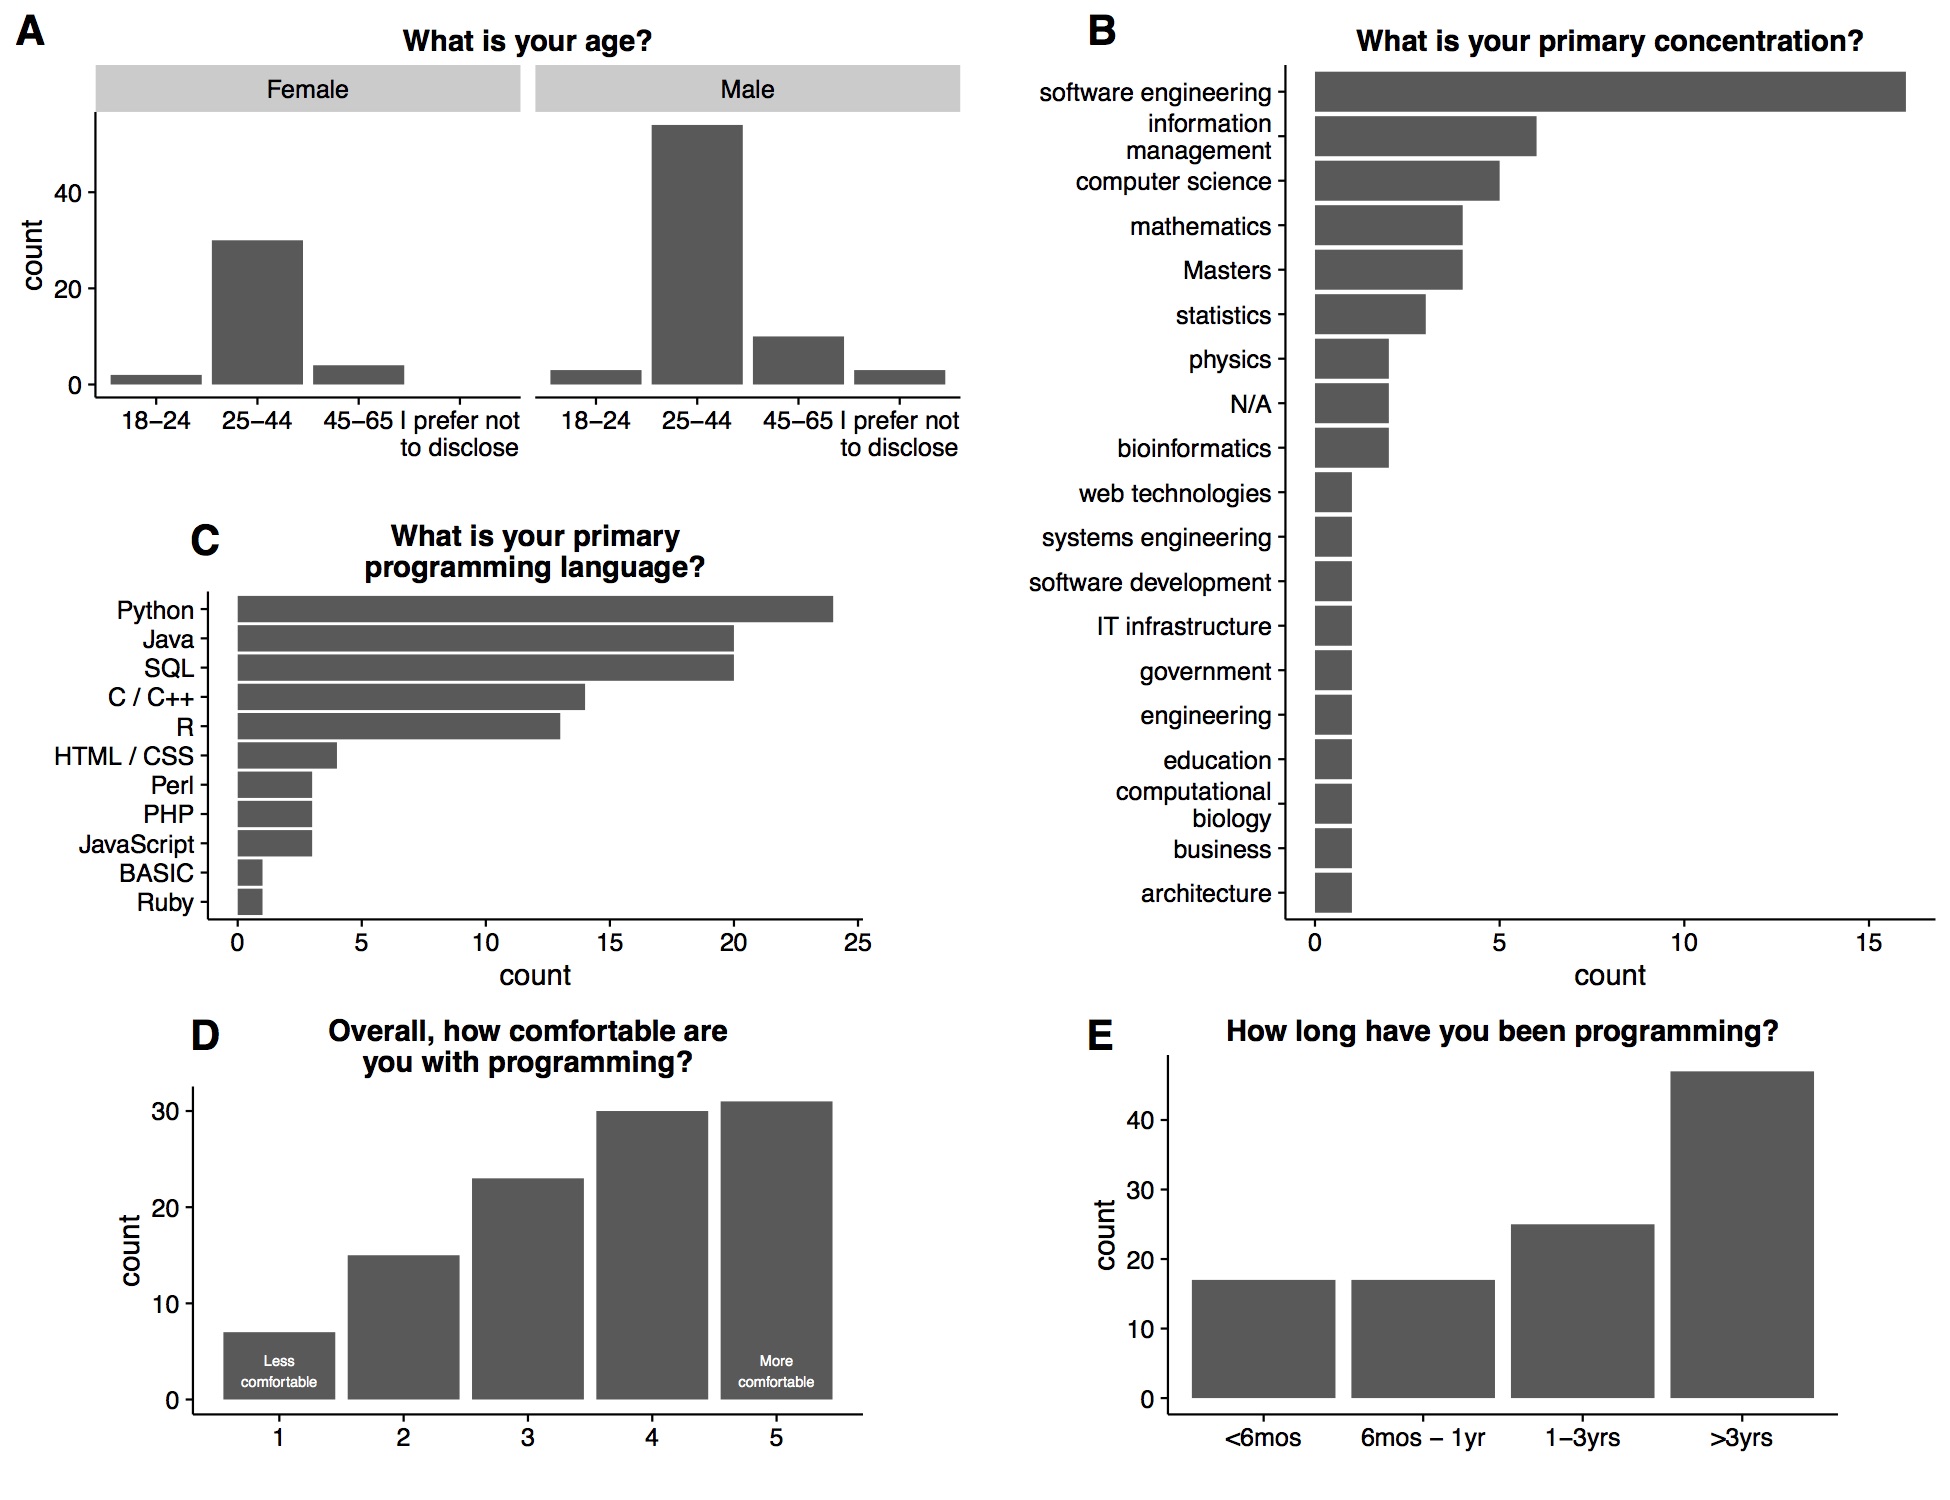 A
What is your age?
Female
Male
count
40
20
0
18–24
25–44
45–65
I prefer not
to disclose
18–24
25–44
45–65
I prefer not
to disclose
B
What is your primary concentration?
software engineering
information
management
computer science
mathematics
Masters
statistics
physics
N/A
bioinformatics
web technologies
systems engineering
software development
IT infrastructure
government
engineering
education
computational
biology
business
architecture
0
5
10
15
count
C
What is your primary
programming language?
Python
Java
SQL
C / C++
R
HTML / CSS
Perl
PHP
JavaScript
BASIC
Ruby
0
5
10
15
20
25
count
D
Overall, how comfortable are
you with programming?
count
30
20
10
0
Less
comfortable
More
comfortable
1
2
3
4
5
E
How long have you been programming?
count
40
30
20
10
0
<6mos
6mos – 1yr
1–3yrs
>3yrs